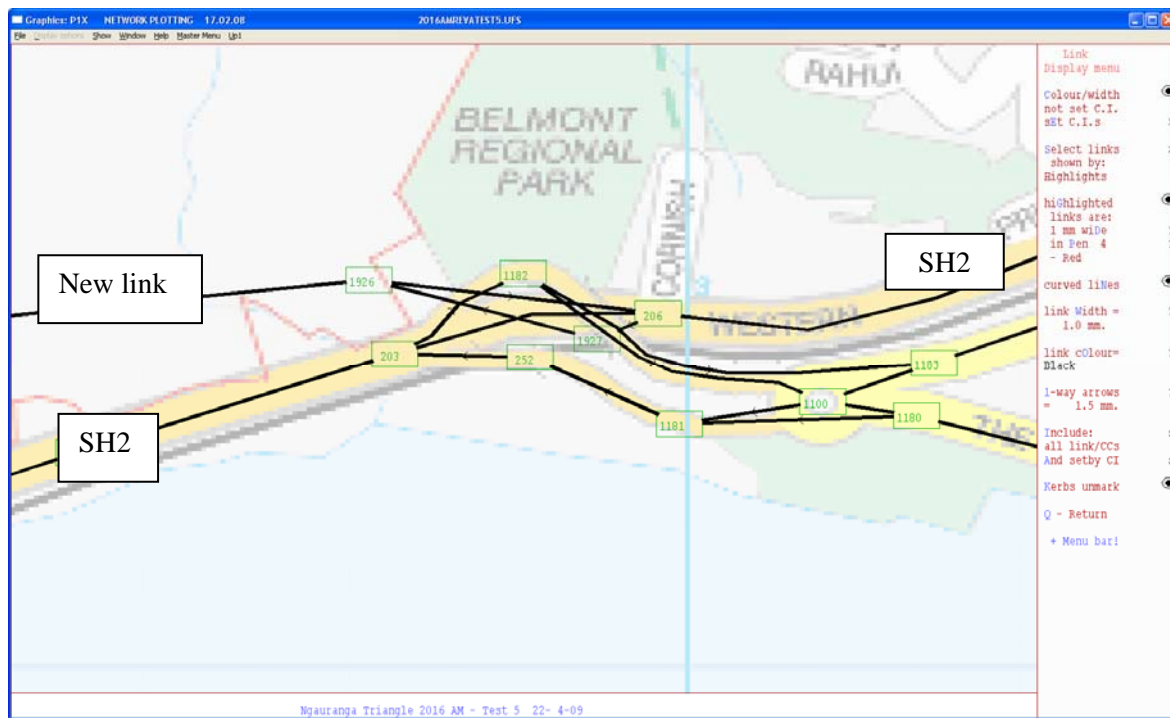 Graphics: P1X NETWORK PLOTTING 17.02.08 2016AMREYATEST5.UFS
File Display options Show Window Help Master Menu Up1
Link
Display menu
Colour/width
not set C.I.
sEt C.I.s
Select links
shown by:
Highlights
hiGhlighted
links are:
1 mm wiDe
in Pen 4
- Red
curved liNes
link Width =
1.0 mm.
link cOlour=
Black
1-way arrows
= 1.5 mm.
Include:
all link/CCs
And setby CI
Kerbs unmark
Q - Return
+ Menu bar!
BELMONT
REGIONAL
PARK
CORNISH
WESTERN
New link
SH2
SH2
1926
1182
206
1927
203
252
1183
1100
1180
1181
Ngauranga Triangle 2016 AM - Test 5 22- 4-09